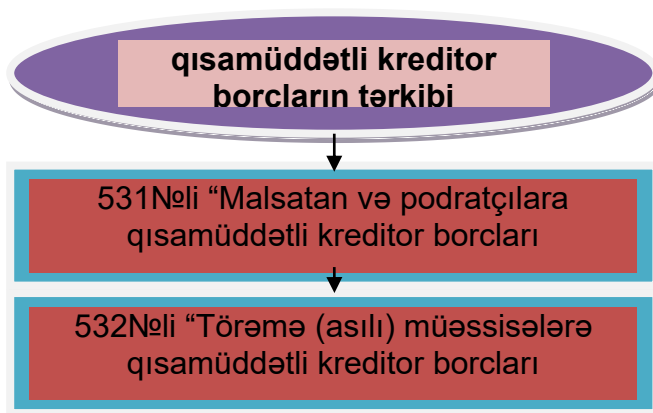 qısamüddətli kreditor
borcların tərkibi
531№li “Malsatan və podratçılara
qısamüddətli kreditor borcları
532№li “Törəmə (asılı) müəssisələrə
qısamüddətli kreditor borcları